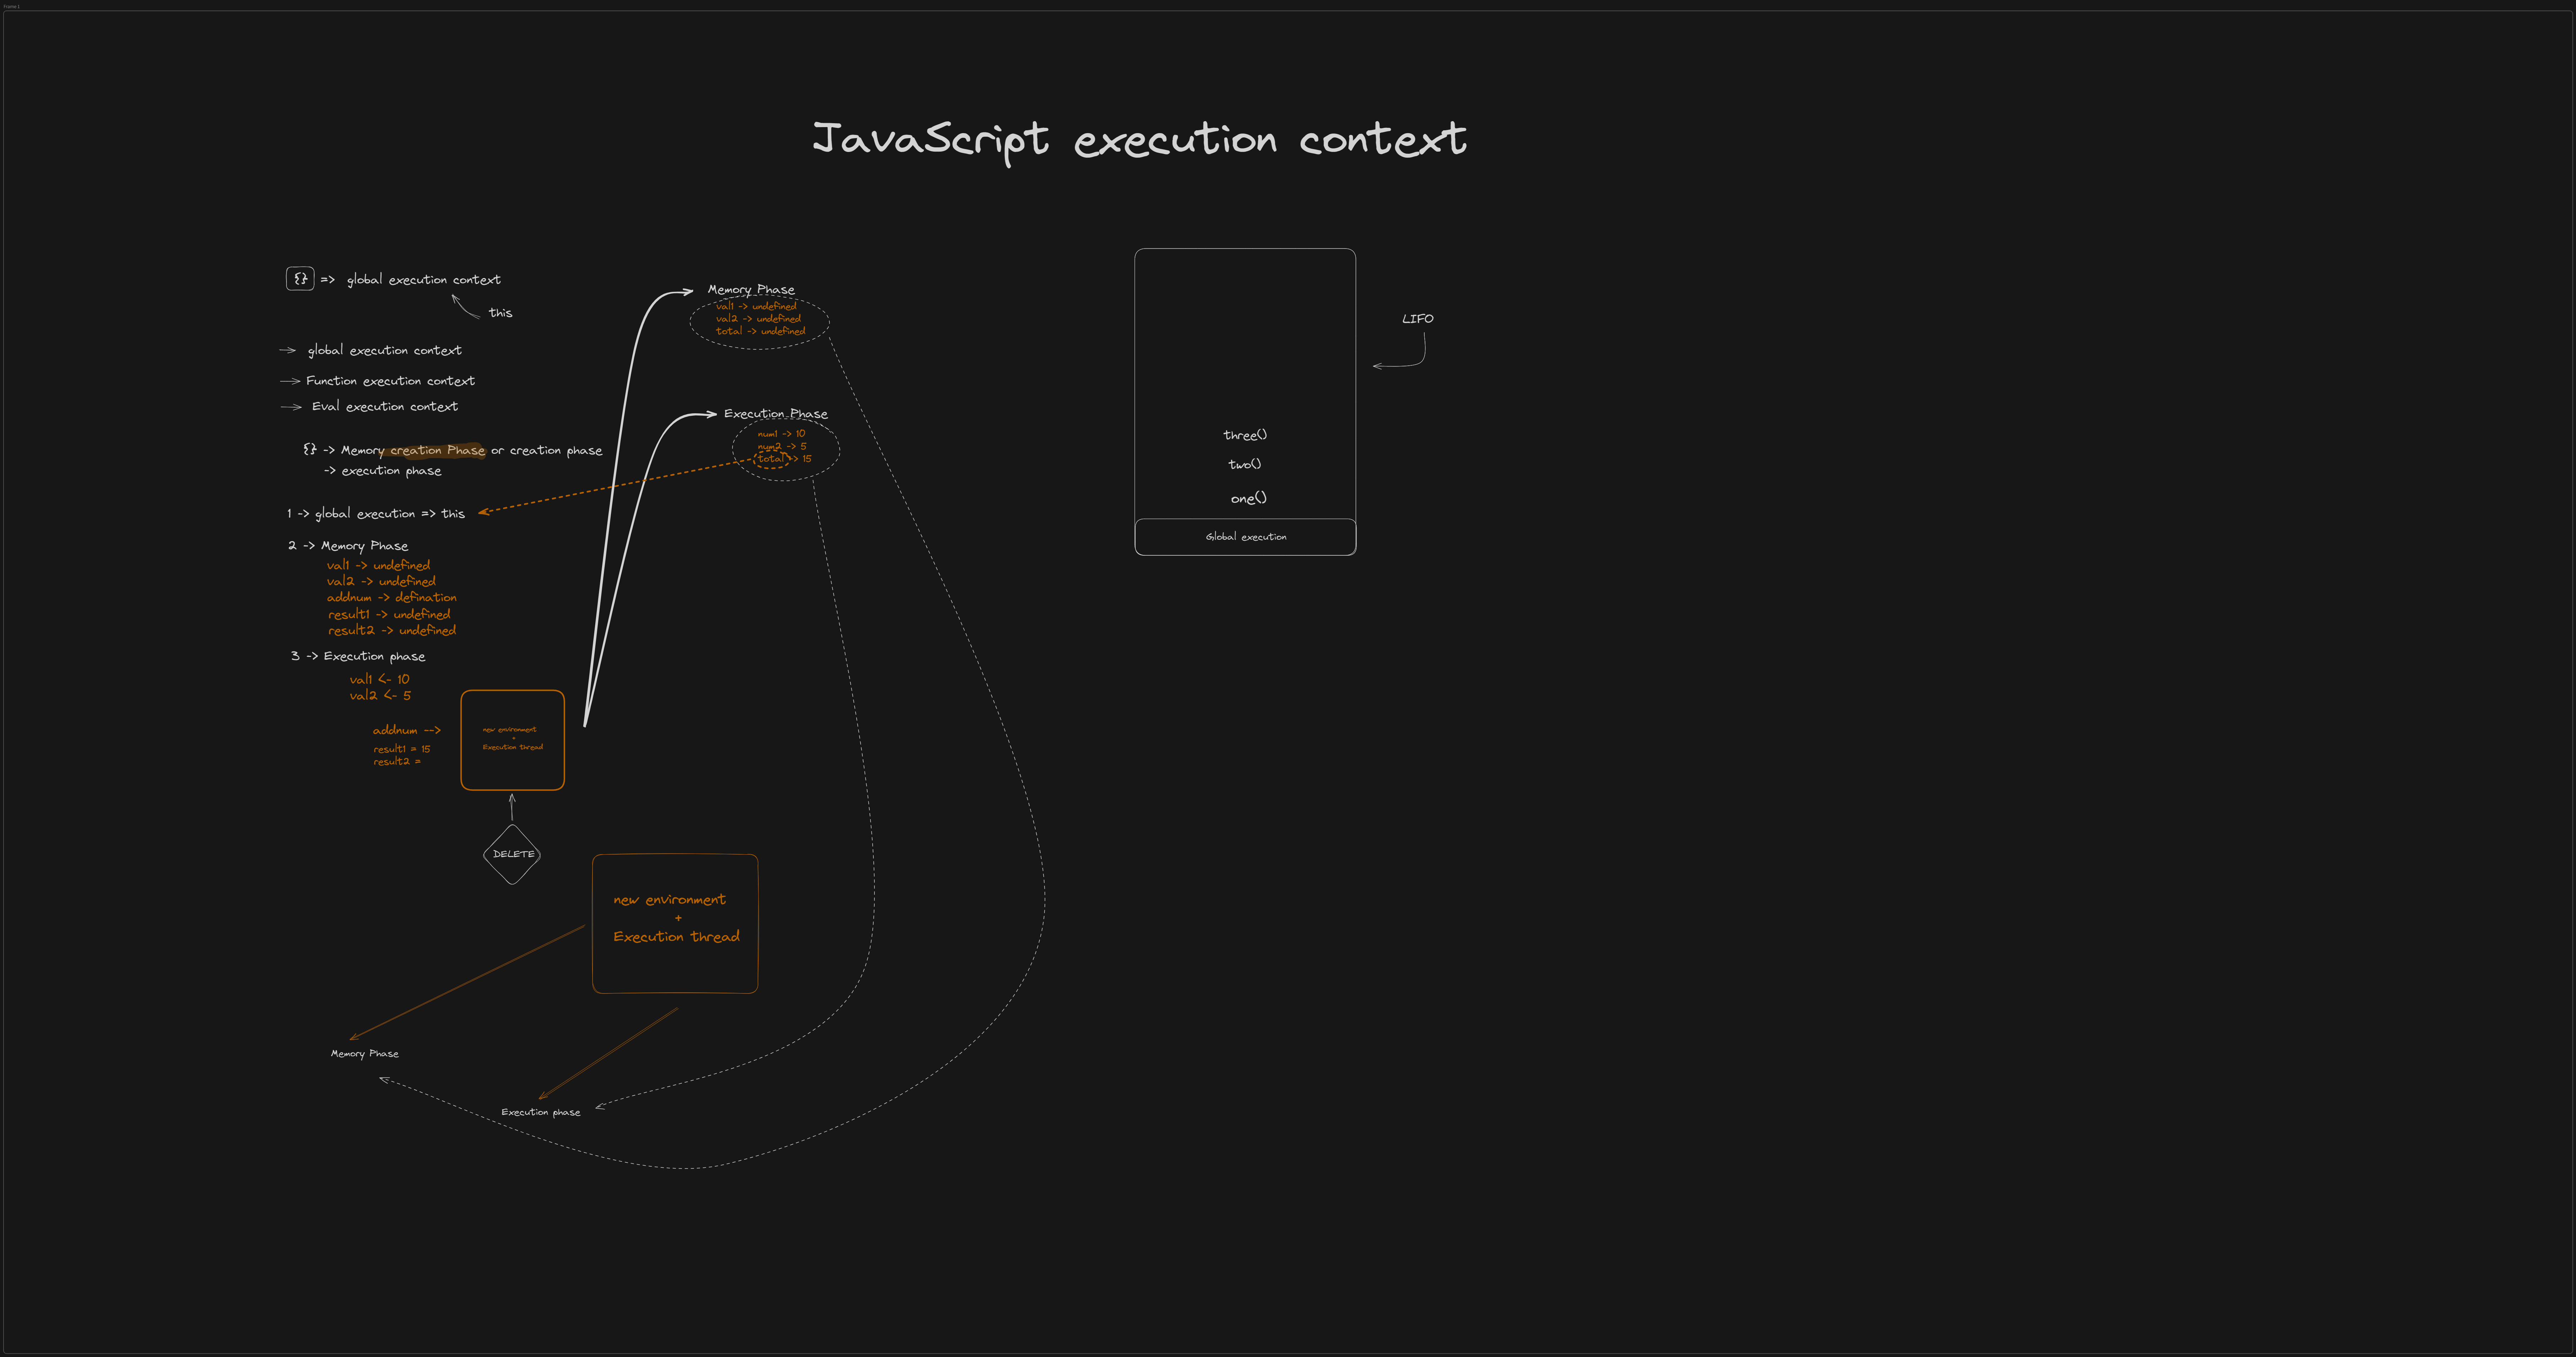 Frame 1
JavaScript execution context
{} => global execution context
this
global execution context
Function execution context
Eval execution context
{} -> Memory creation Phase or creation phase
-> execution phase
1 -> global execution => this
2 -> Memory Phase
val1 -> undefined
val2 -> undefined
addnum -> defination
result1 -> undefined
result2 -> undefined
3 -> Execution phase
val1 <- 10
val2 <- 5
addnum -->
result1 = 15
result2 =
new environment
+
Execution thread
DELETE
Memory Phase
val1 -> undefined
val2 -> undefined
total -> undefined
Execution Phase
num1 -> 10
num2 -> 5
total -> 15
new environment
+
Execution thread
Memory Phase
Execution phase
LIFO
three()
two()
one()
Global execution